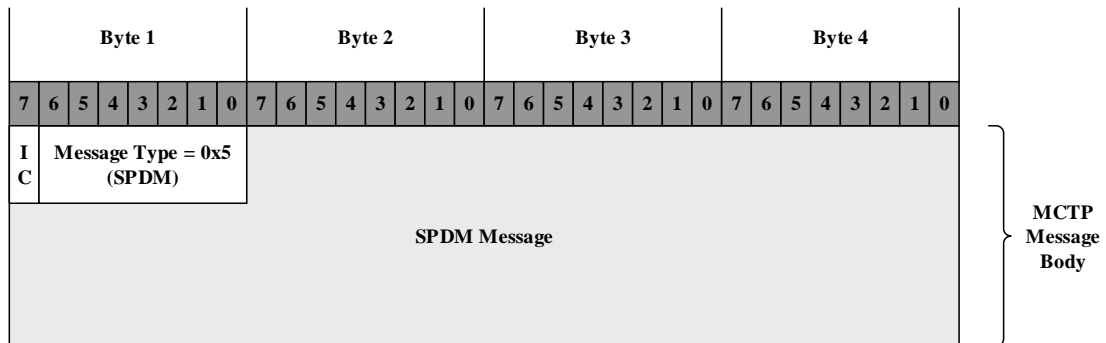 Byte 1 Byte 2 Byte 3 Byte 4
7 6 5 4 3 2 1 0 7 6 5 4 3 2 1 0 7 6 5 4 3 2 1 0 7 6 5 4 3 2 1 0
I
C
Message Type = 0x5
(SPDM)
SPDM Message
MCTP
Message
Body